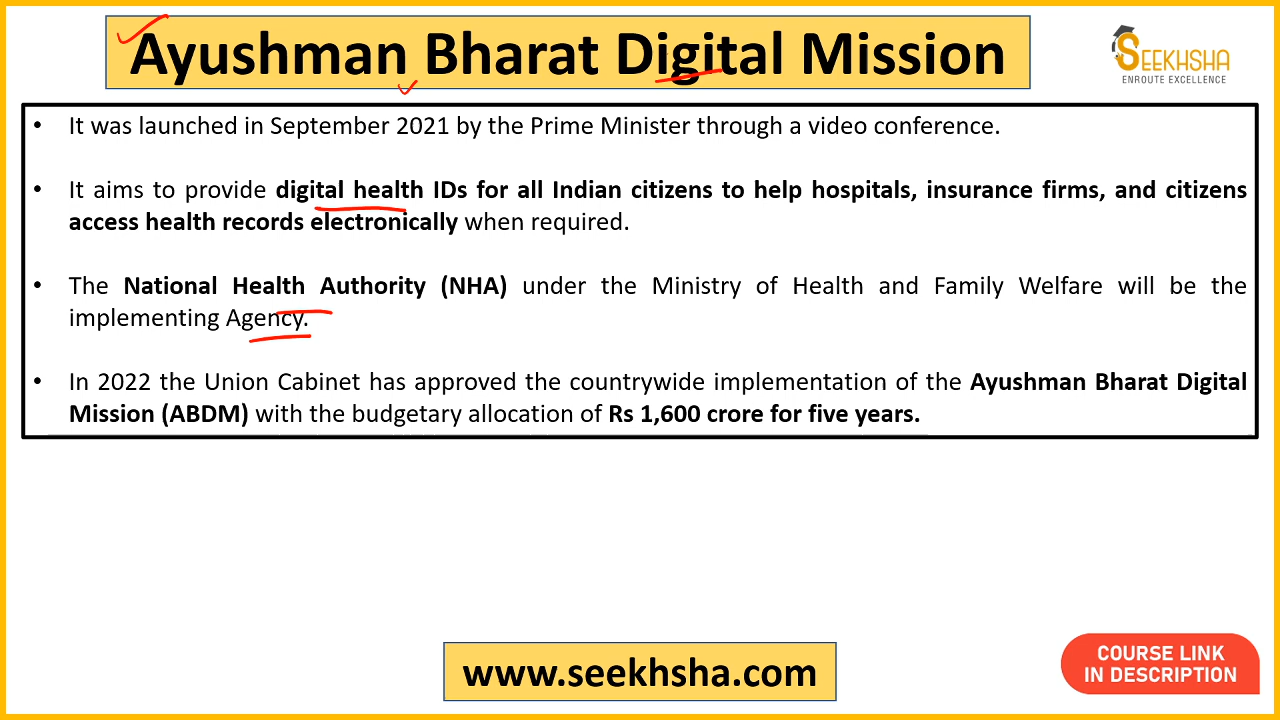 Ayushman Bharat Digital Mission
SEEKHSHA
ENROUTE EXCELLENCE
• It was launched in September 2021 by the Prime Minister through a video conference.
• It aims to provide digital health IDs for all Indian citizens to help hospitals, insurance firms, and citizens
access health records electronically when required.
• The National Health Authority (NHA) under the Ministry of Health and Family Welfare will be the
implementing Agency.
• In 2022 the Union Cabinet has approved the countrywide implementation of the Ayushman Bharat Digital
Mission (ABDM) with the budgetary allocation of Rs 1,600 crore for five years.
www.seekhsha.com
COURSE LINK
IN DESCRIPTION